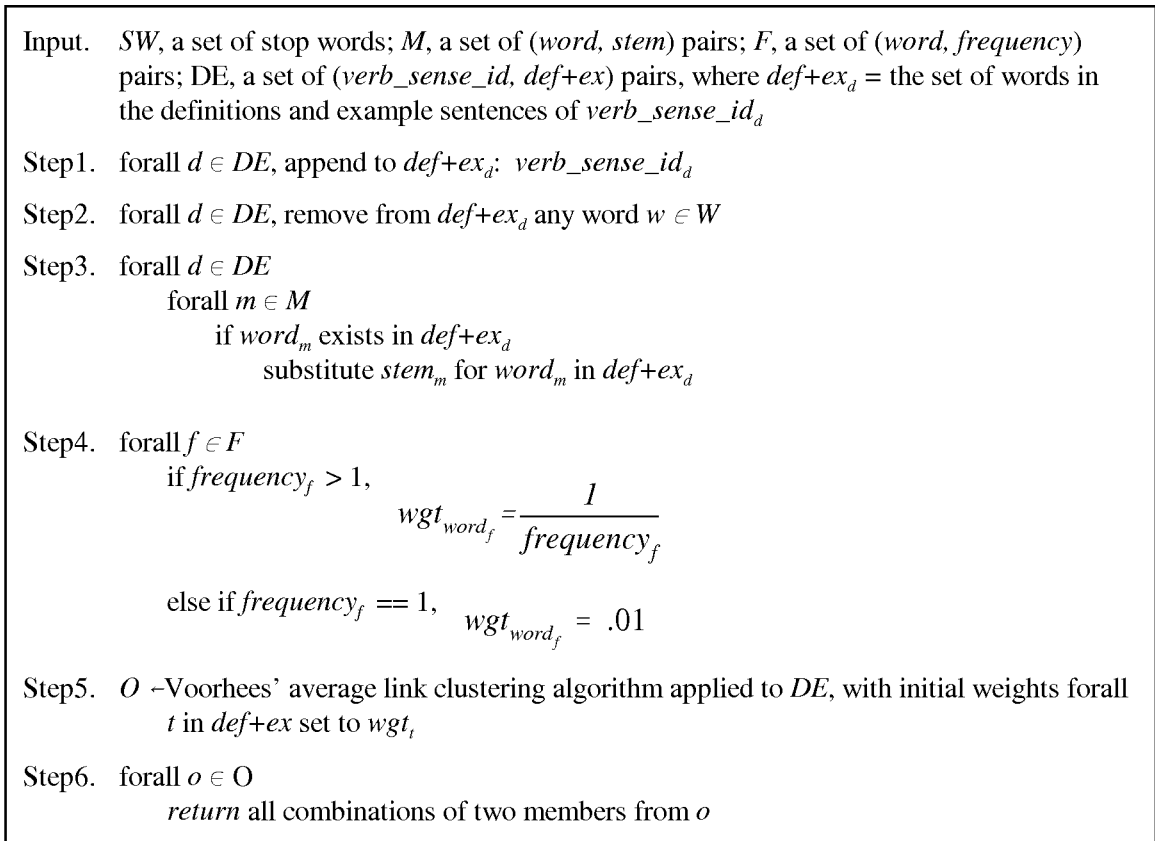 Input. SW, a set of stop words; M, a set of (word, stem) pairs; F, a set of (word, frequency)
pairs; DE, a set of (verb_sense_id, def+ex) pairs, where def+ex_d = the set of words in
the definitions and example sentences of verb_sense_id_d
Step1. forall d ∈ DE, append to def+ex_d: verb_sense_id_d
Step2. forall d ∈ DE, remove from def+ex_d any word w ∈ W
Step3. forall d ∈ DE
forall m ∈ M
if word_m exists in def+ex_d
substitute stem_m for word_m in def+ex_d
Step4. forall f ∈ F
if frequency_f > 1,
wgt_word_f = 1 / frequency_f
else if frequency_f == 1, wgt_word_f = .01
Step5. O ←Voorhees' average link clustering algorithm applied to DE, with initial weights forall
t in def+ex set to wgt_t
Step6. forall o ∈ O
return all combinations of two members from o